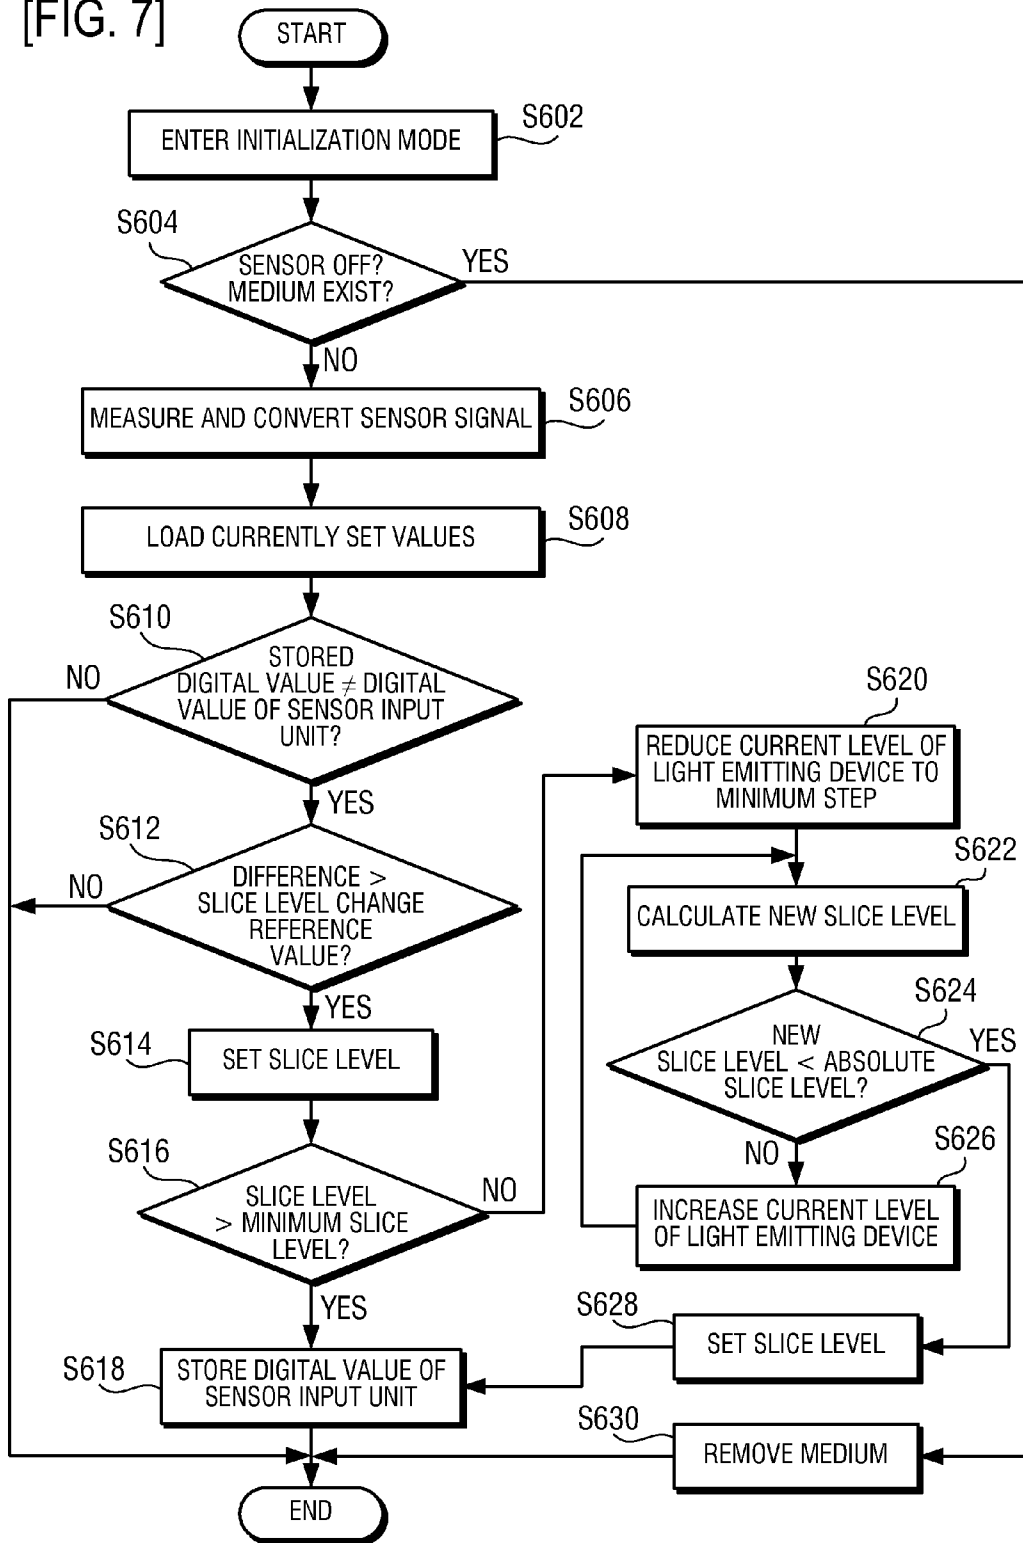 [FIG. 7]
START
ENTER INITIALIZATION MODE
S602
S604
SENSOR OFF?
MEDIUM EXIST?
YES
NO
MEASURE AND CONVERT SENSOR SIGNAL
S606
LOAD CURRENTLY SET VALUES
S608
S610
STORED
DIGITAL VALUE ≠ DIGITAL
VALUE OF SENSOR INPUT
UNIT?
NO
YES
S612
DIFFERENCE >
SLICE LEVEL CHANGE
REFERENCE
VALUE?
NO
YES
S614
SET SLICE LEVEL
S616
SLICE LEVEL
> MINIMUM SLICE
LEVEL?
NO
YES
S618
STORE DIGITAL VALUE OF
SENSOR INPUT UNIT
END
S620
REDUCE CURRENT LEVEL OF
LIGHT EMITTING DEVICE TO
MINIMUM STEP
S622
CALCULATE NEW SLICE LEVEL
S624
NEW
SLICE LEVEL < ABSOLUTE
SLICE LEVEL?
YES
NO
S626
INCREASE CURRENT LEVEL
OF LIGHT EMITTING DEVICE
S628
SET SLICE LEVEL
S630
REMOVE MEDIUM